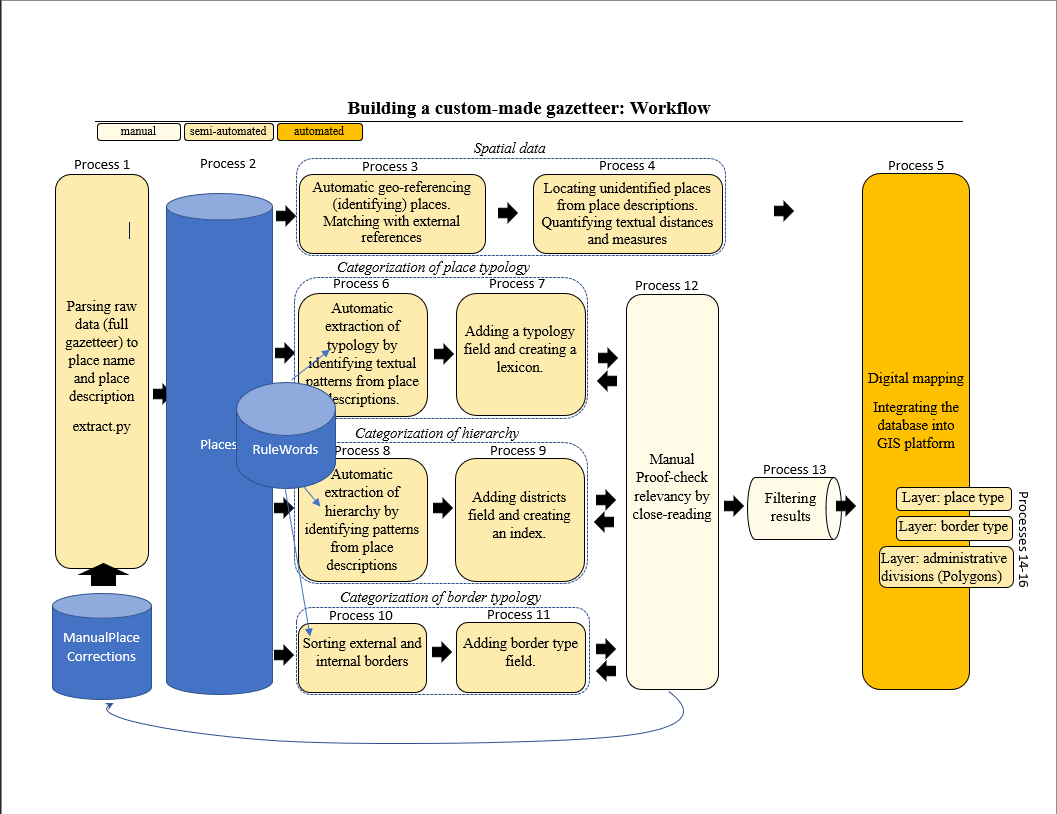 Building a custom-made gazetteer: Workflow
manual
semi-automated
automated
Spatial data
Process 1
Process 2
Process 3
Process 4
Process 5
Parsing raw
data (full
gazetteer) to
place name
and place
description
extract.py
ManualPlace
Corrections
Places
RuleWords
Automatic geo-referencing
(identifying) places.
Matching with external
references
Locating unidentified places
from place descriptions.
Quantifying textual distances
and measures
Categorization of place typology
Process 6
Process 7
Automatic
extraction of
typology by
identifying textual
patterns from place
descriptions.
Adding a typology
field and creating a
lexicon.
Categorization of hierarchy
Process 8
Process 9
Automatic
extraction of
hierarchy by
identifying patterns
from place
descriptions
Adding districts
field and creating
an index.
Categorization of border typology
Process 10
Process 11
Sorting external and
internal borders
Adding border type
field.
Process 12
Manual
Proof-check
relevancy by
close-reading
Process 13
Filtering
results
Digital mapping
Integrating the
database into
GIS platform
Layer: place type
Layer: border type
Layer: administrative
divisions (Polygons)
Processes 14-16